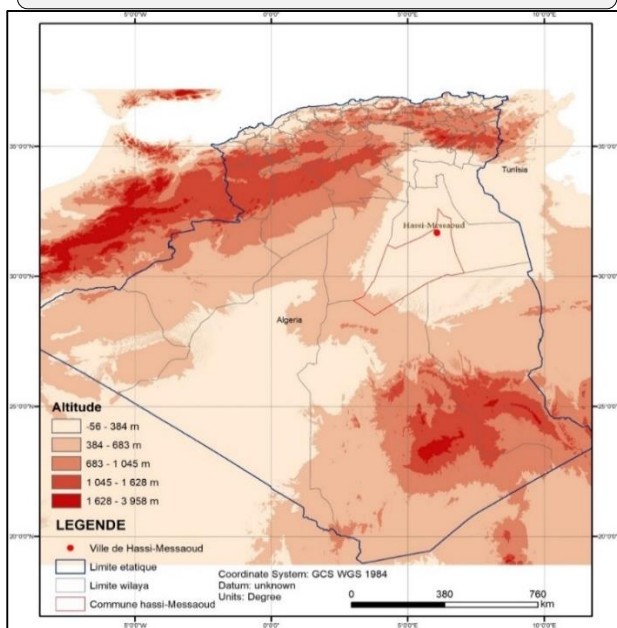 5°0'0"W
0°0'0"
5°0'0"E
10°0'0"E
35°0'0"N
35°0'0"N
Tunisia
Hassi-Messaoud
30°0'0"N
30°0'0"N
Algeria
25°0'0"N
25°0'0"N
Altitude
-56 - 384 m
384 - 683 m
683 - 1 045 m
1 045 - 1 628 m
1 628 - 3 958 m
LEGENDE
Ville de Hassi-Messaoud
Limite etatique
Limite wilaya
Commune hassi-Messaoud
20°0'0"N
20°0'0"N
Coordinate System: GCS WGS 1984
Datum: unknown
Units: Degree
0 380 760
km
5°0'0"W
0°0'0"
5°0'0"E
10°0'0"E